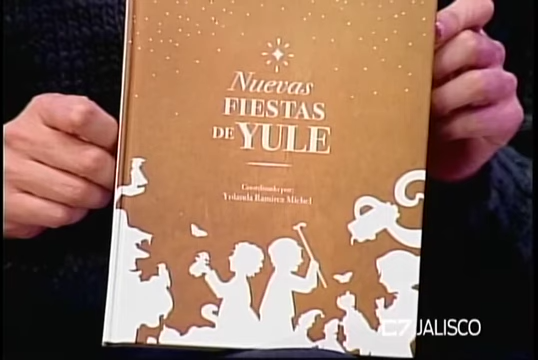 Nuevas
FIESTAS
DE YULE
Coordinado por:
Yolanda Ramírez Michel
C7 JALISCO